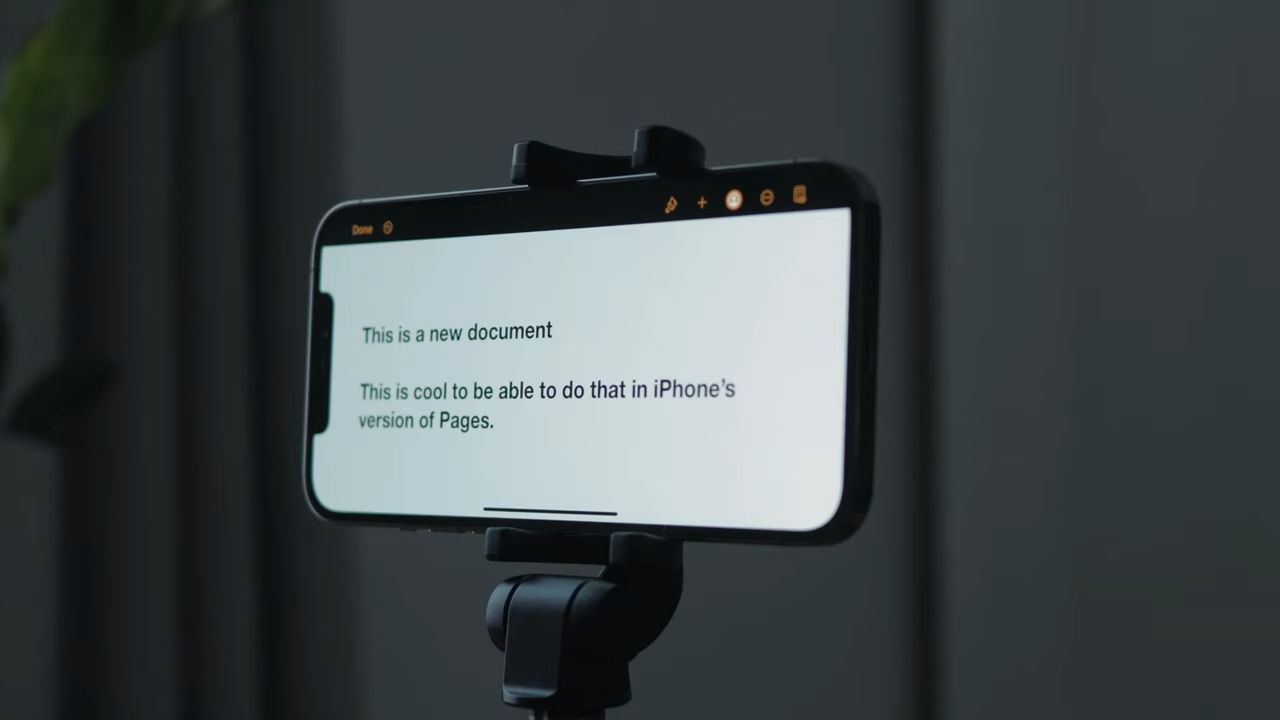 Done
This is a new document
This is cool to be able to do that in iPhone’s
version of Pages.